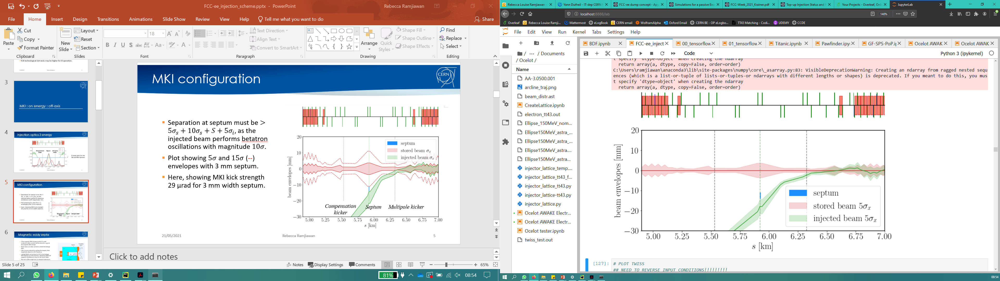 FCC-ee_injection_scheme.pptx - PowerPoint
Rebecca Ramjiawan
File Home Insert Design Transitions Animations Slide Show Review View Help Tell me what you want to do Share
Paste
Cut
Copy
Format Painter
Clipboard
New Slide
Layout
Reset
Section
Slides
18
B I U S abc AV Aa A
Font
Text Direction
Align Text
Convert to SmartArt
Paragraph
Arrange
Quick Styles
Shape Fill
Shape Outline
Shape Effects
Drawing
Find
Replace
Select
Editing
3
MKI : on energy : off-axis
4
Injection optics Z-energy
5
MKI configuration
6
Magnetic eddy septa
MKI configuration
CERN
Separation at septum must be >
5σs + 10σs + S + 5σi, as the
injected beam performs betatron
oscillations with magnitude 10σ.
Plot showing 5σ and 15σ (--)
envelopes with 3 mm septum.
Here, showing MKI kick strength
29 μrad for 3 mm width septum.
20
10
0
−10
−20
−30
beam envelopes [mm]
septum
stored beam σx
injected beam σx
Compensation kicker
Septum
Multipole kicker
5.00 5.25 5.50 5.75 6.00 6.25 6.50 6.75 7.00
s [km]
21/05/2021
Rebecca Ramjiawan
5
Click to add notes
Slide 5 of 25
Notes Display Settings Comments
65%
81%
08:54
Rebecca Louise Ramjiawan -
Yann Dutheil - IT-dep CERN
FCC-ee dump concept - Ap
Simulations for a passive Be
FCC-Week_2021_Krainer.pdf
Top-up Injection Status and
Your Projects - Overleaf, Onl
JupyterLab
localhost:8888/lab
140%
Overleaf
Rebecca Louise Ramji...
Mattermost
eLogBook
CERN email
WolframAlpha
Oxford Email
CERN BE - OP eLogbo...
TT43 Matching - Codi...
UDEMY
CCDE
File Edit View Run Kernel Tabs Settings Help
/ ... / Documents
/ Ocelot /
Name
AA-3.0500.001
arcline_traj.png
beam_distr.ast
CreateLattice.ipynb
electron_tt43.out
Ellipse_150MeV_nom...
Ellipse150MeV_astra_...
Ellipse150MeV_astra_...
Ellipse150MeV_astra....
Ellipse150MeV_astra...
injector_lattice_temp....
injector_lattice_tt43_f...
injector_lattice_tt43.py
injector_lattice-tt43.py
injector_lattice.py
Ocelot AWAKE Electr...
Ocelot AWAKE Electr...
Ocelot tester.ipynb
twiss_test.out
BDF.ipynb
FCC-ee_inject
00_tensorflow
01_tensorflow
Titanic.ipynb
Pawfinder.ipy
GF-SPS-PoP.ip
Ocelot AWAK
Ocelot AWAK
Code
Python 3 (ipykernel)
t specify 'dtype=object' when creating the ndarray
return array(a, dtype, copy=False, order=order)
C:\Users\ramjiawan\anaconda3\lib\site-packages\numpy\core\_asarray.py:83: VisibleDeprecationWarning: Creating an ndarray from ragged nested sequ
ences (which is a list-or-tuple of lists-or-tuples-or ndarrays with different lengths or shapes) is deprecated. If you meant to do this, you mus
t specify 'dtype=object' when creating the ndarray
return array(a, dtype, copy=False, order=order)
20
10
0
−10
−20
−30
beam envelopes [mm]
septum
stored beam 5σx
injected beam 5σx
5.00 5.25 5.50 5.75 6.00 6.25 6.50 6.75 7.00
s [km]
[127]:
# PLOT TWISS
## NEED TO REVERSE INPUT CONDITIONS!!!!!!!!!
08:54